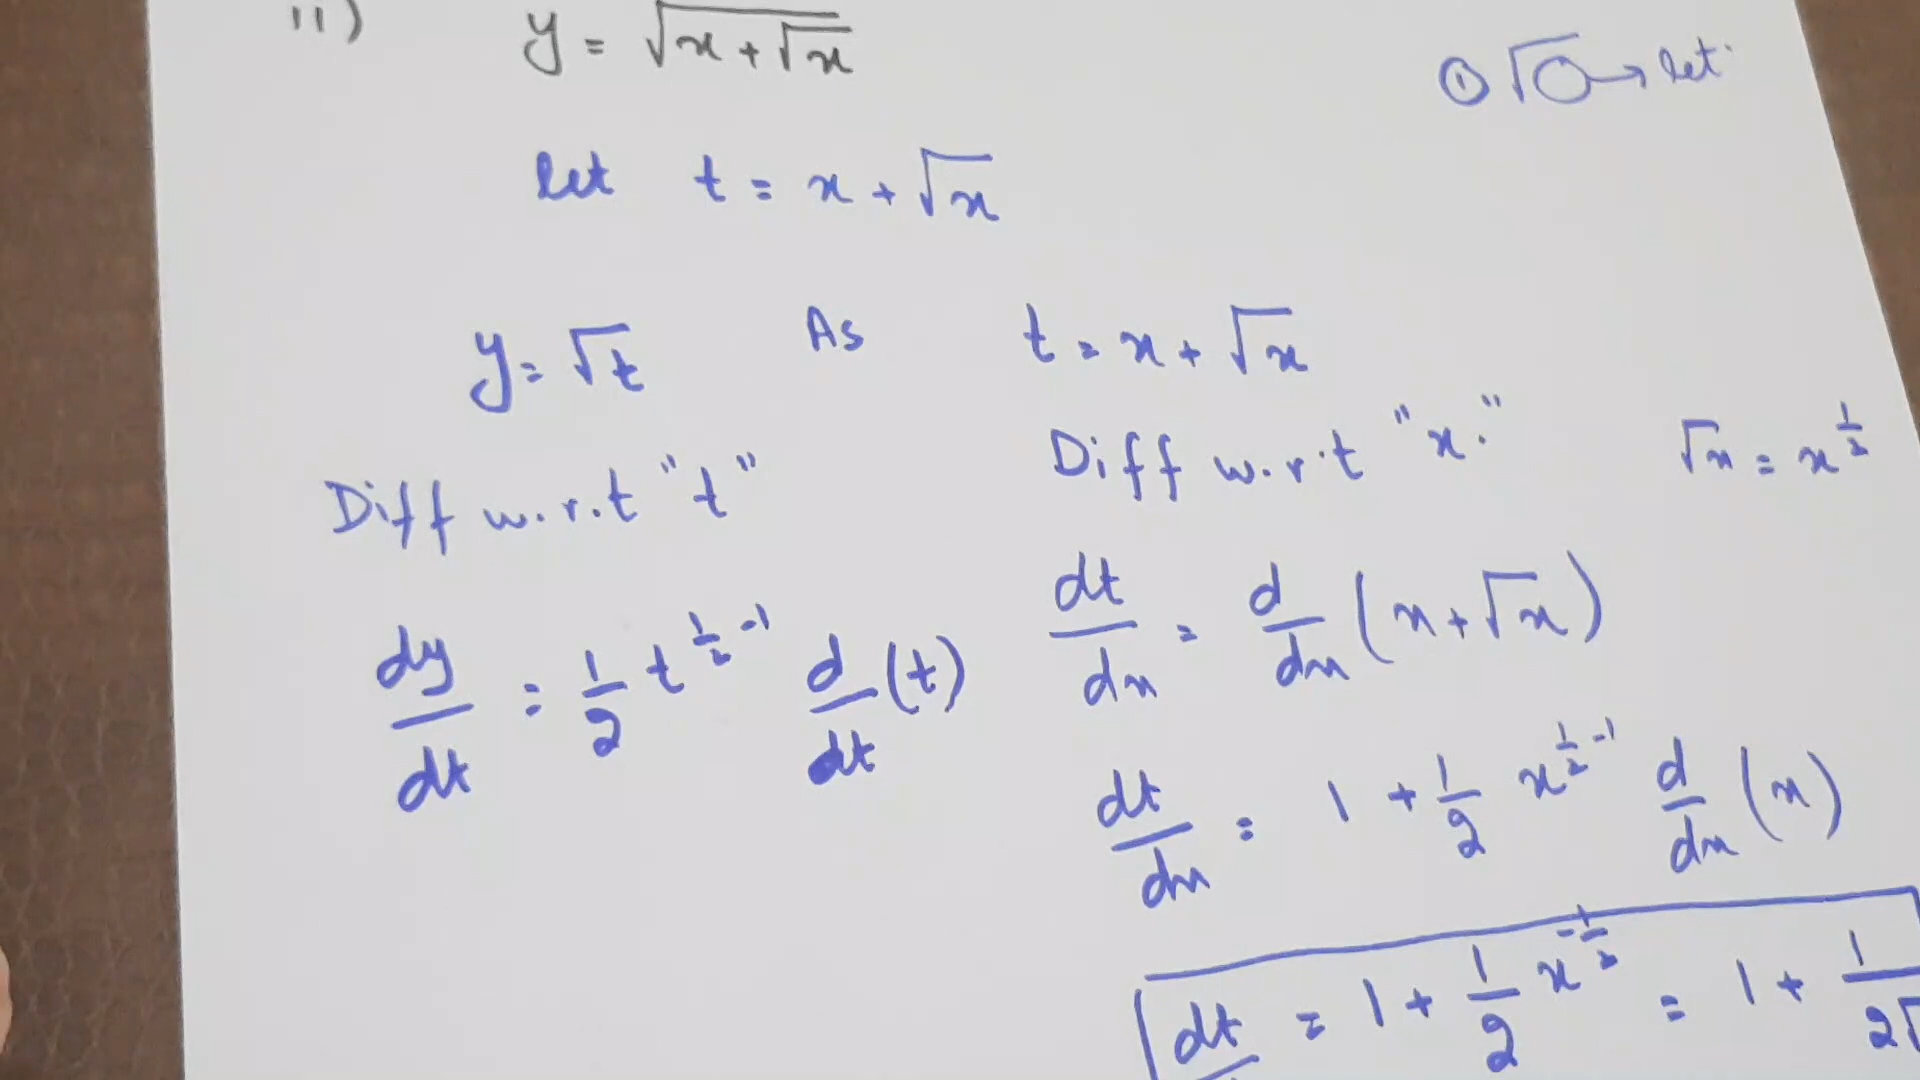 11) y = √(x + √x)
① √◯ → let
let t = x + √x
y = √t As t = x + √x
Diff w.r.t "t"
dy/dt = 1/2 t^(1/2 - 1) d/dt (t)
Diff w.r.t "x."
√x = x^(1/2)
dt/dx = d/dx (x + √x)
dt/dx = 1 + 1/2 x^(1/2 - 1) d/dx (x)
dt = 1 + 1/2 x^(-1/2) = 1 + 1/2√